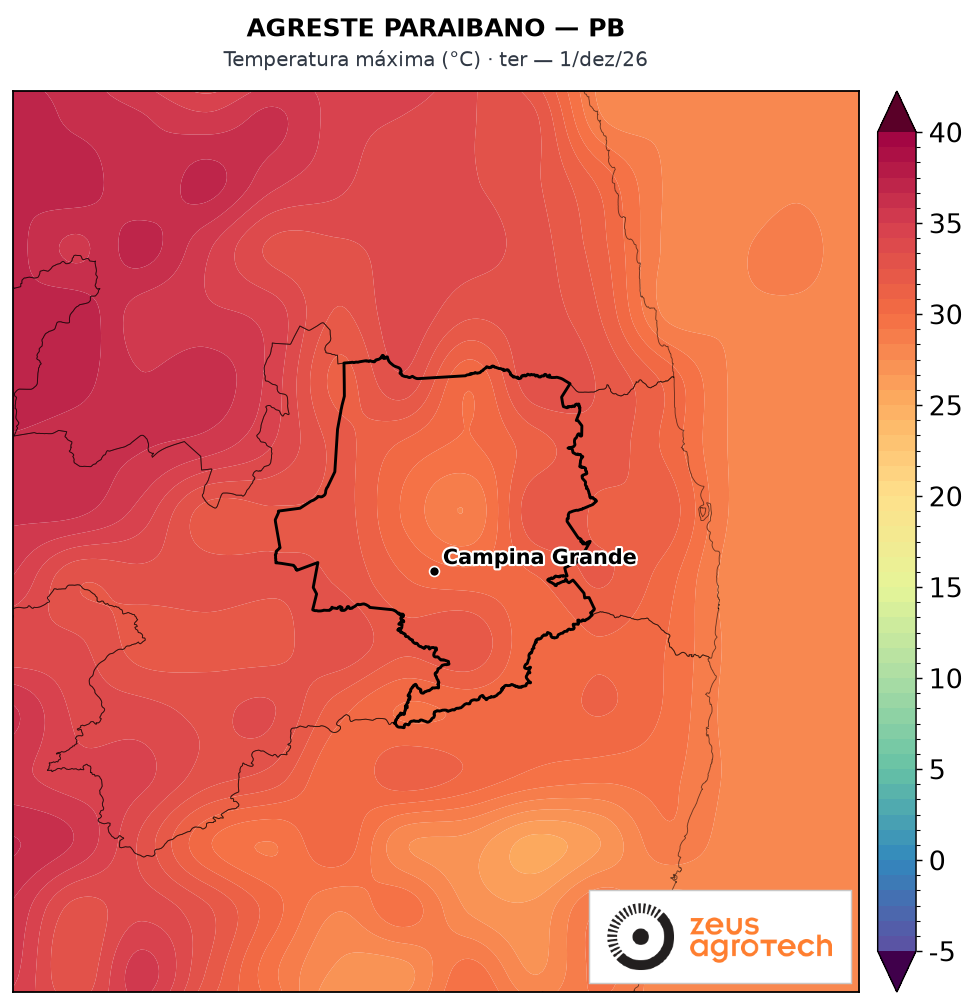 AGRESTE PARAIBANO — PB
Temperatura máxima (°C) · ter — 1/dez/26
40
35
30
25
20
15
10
5
0
-5
Campina Grande
zeus
agrotech